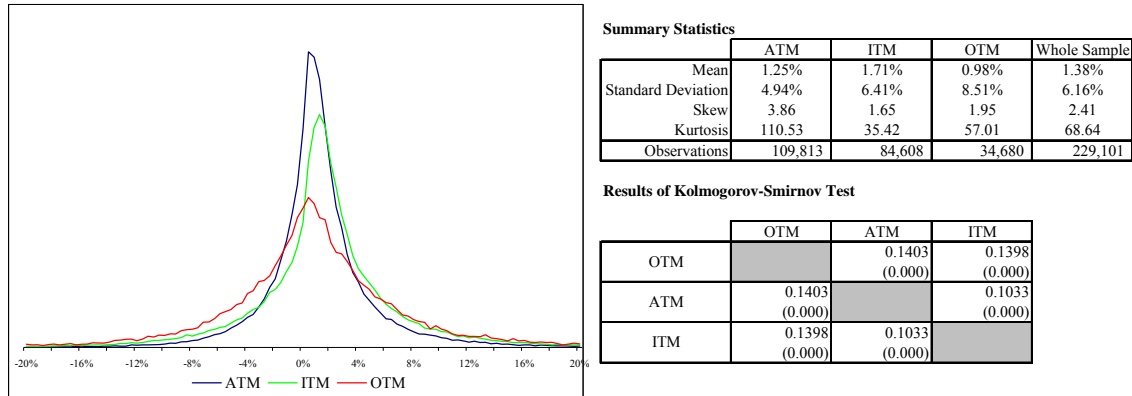 -20% -16% -12% -8% -4% 0% 4% 8% 12% 16% 20%
ATM ITM OTM
Summary Statistics
ATM ITM OTM Whole Sample
Mean 1.25% 1.71% 0.98% 1.38%
Standard Deviation 4.94% 6.41% 8.51% 6.16%
Skew 3.86 1.65 1.95 2.41
Kurtosis 110.53 35.42 57.01 68.64
Observations 109,813 84,608 34,680 229,101
Results of Kolmogorov-Smirnov Test
OTM ATM ITM
OTM 0.1403 0.1398
(0.000) (0.000)
ATM 0.1403 0.1033
(0.000) (0.000)
ITM 0.1398 0.1033
(0.000) (0.000)